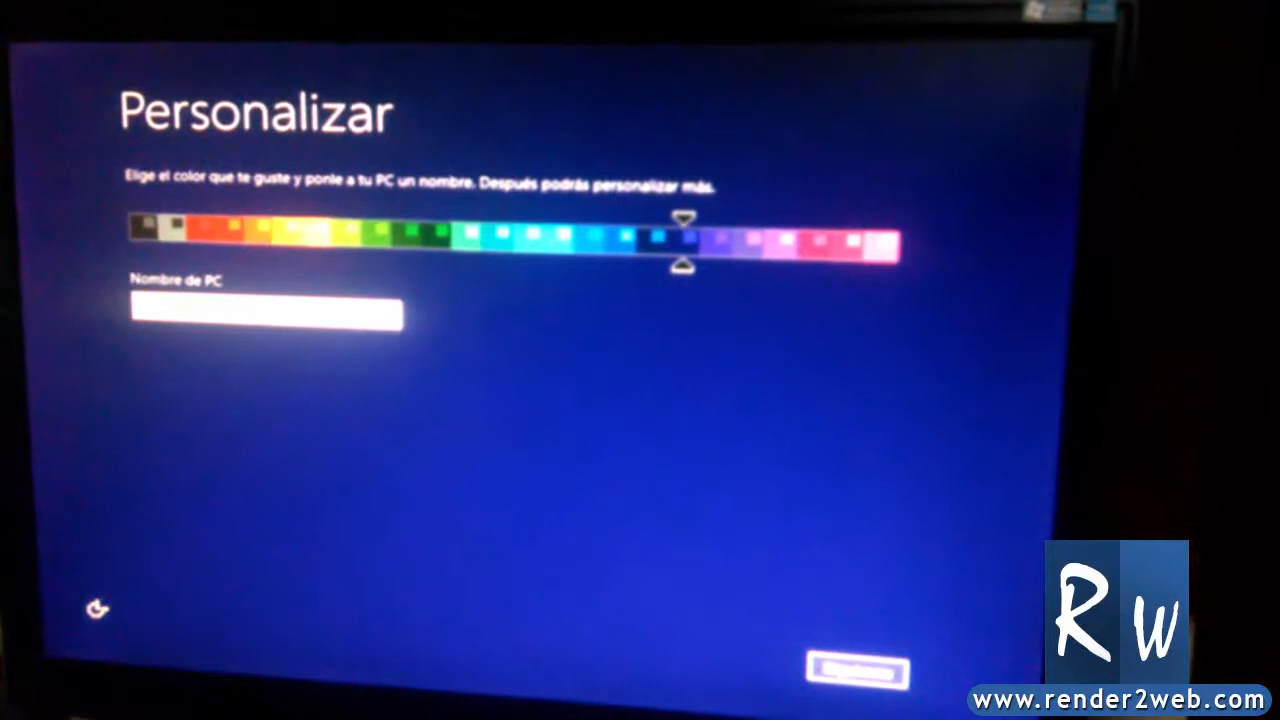 Personalizar
Elige el color que te guste y ponle a tu PC un nombre. Después podrás personalizar más.
Nombre de PC
RW
www.render2web.com